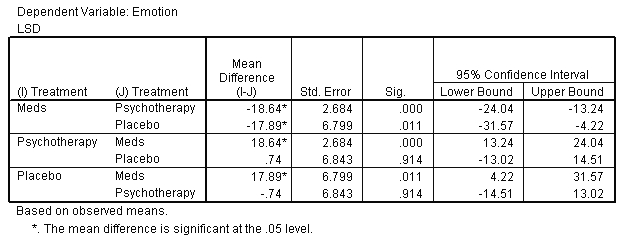 Dependent Variable: Emotion
LSD
(I) Treatment (J) Treatment Mean Difference (I-J) Std. Error Sig. 95% Confidence Interval
Lower Bound Upper Bound
Meds Psychotherapy -18.64* 2.684 .000 -24.04 -13.24
Placebo -17.89* 6.799 .011 -31.57 -4.22
Psychotherapy Meds 18.64* 2.684 .000 13.24 24.04
Placebo .74 6.843 .914 -13.02 14.51
Placebo Meds 17.89* 6.799 .011 4.22 31.57
Psychotherapy -.74 6.843 .914 -14.51 13.02
Based on observed means.
*. The mean difference is significant at the .05 level.